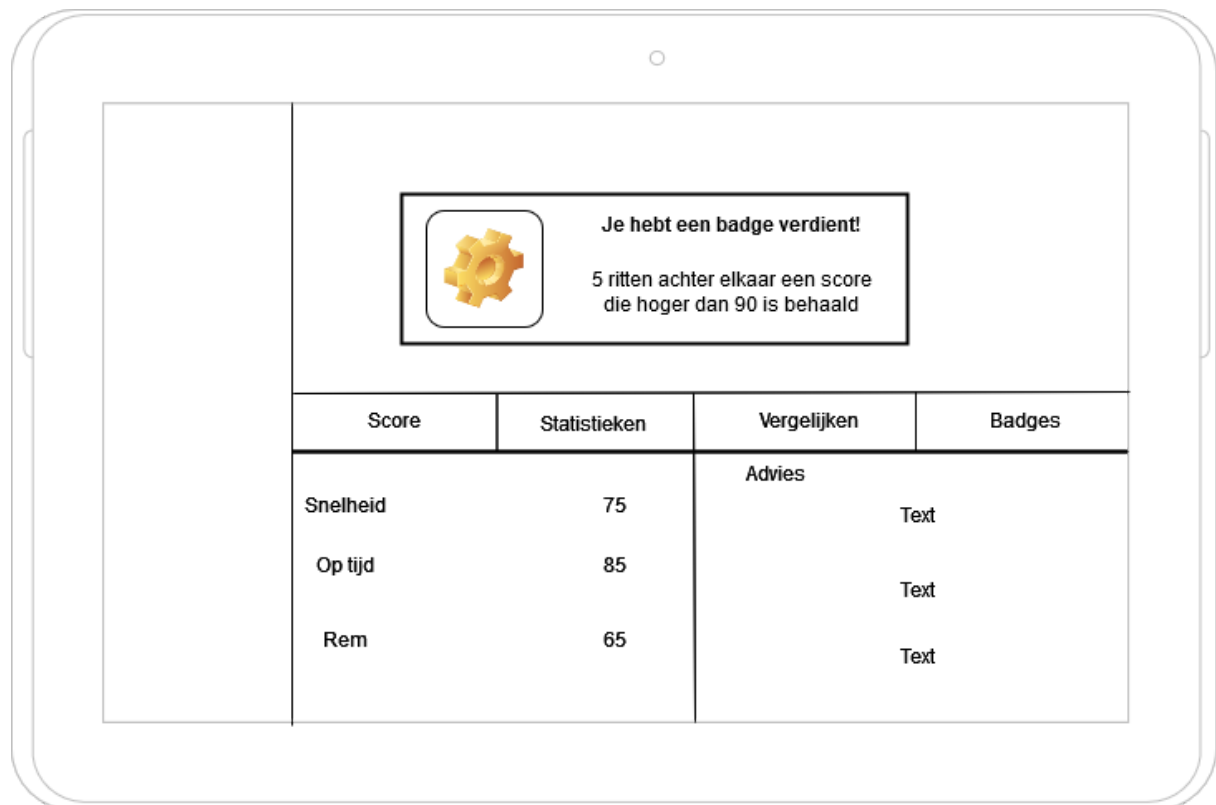 Je hebt een badge verdient!
5 ritten achter elkaar een score
die hoger dan 90 is behaald
Score
Statistieken
Vergelijken
Badges
Snelheid 75
Op tijd 85
Rem 65
Advies
Text
Text
Text